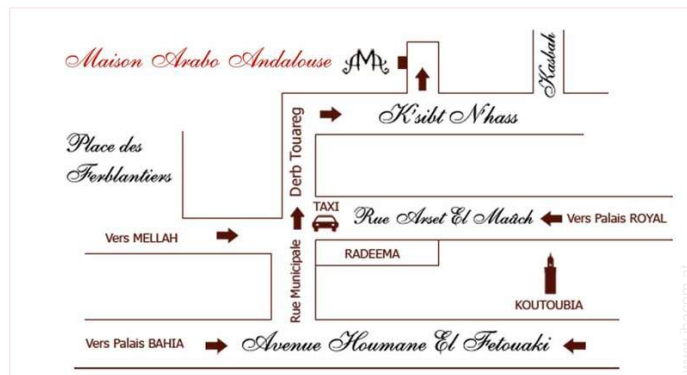 Maison Arabo Andalouse
AMA
Kasbah
K'sibt N'hass
Place des
Ferblantiers
Derb Touareg
TAXI
Rue Arset El Maâch
Vers Palais ROYAL
Vers MELLAH
RADEEMA
Rue Municipale
KOUTOUBIA
Vers Palais BAHIA
Avenue Houmane El Fetouaki